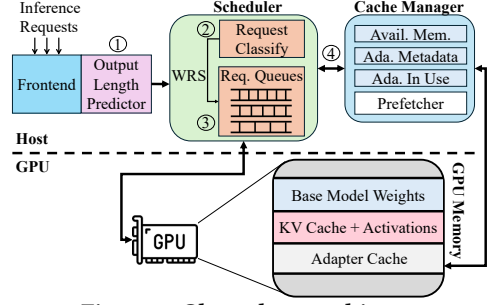 Inference
Requests
①
Frontend
Output
Length
Predictor
Scheduler
②
Request
Classify
WRS
Req. Queues
③
④
Cache Manager
Avail. Mem.
Ada. Metadata
Ada. In Use
Prefetcher
Host
GPU
GPU
Base Model Weights
KV Cache + Activations
Adapter Cache
GPU Memory